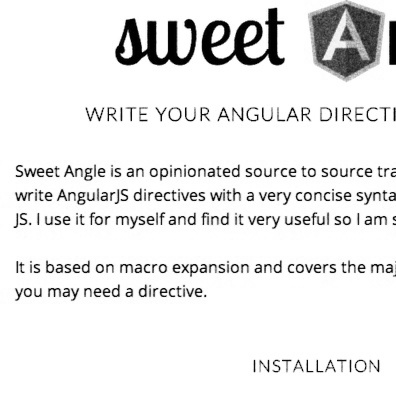 sweet A
WRITE YOUR ANGULAR DIRECTI
Sweet Angle is an opinionated source to source tra
write AngularJS directives with a very concise synta
JS. I use it for myself and find it very useful so I am s
It is based on macro expansion and covers the maj
you may need a directive.
INSTALLATION